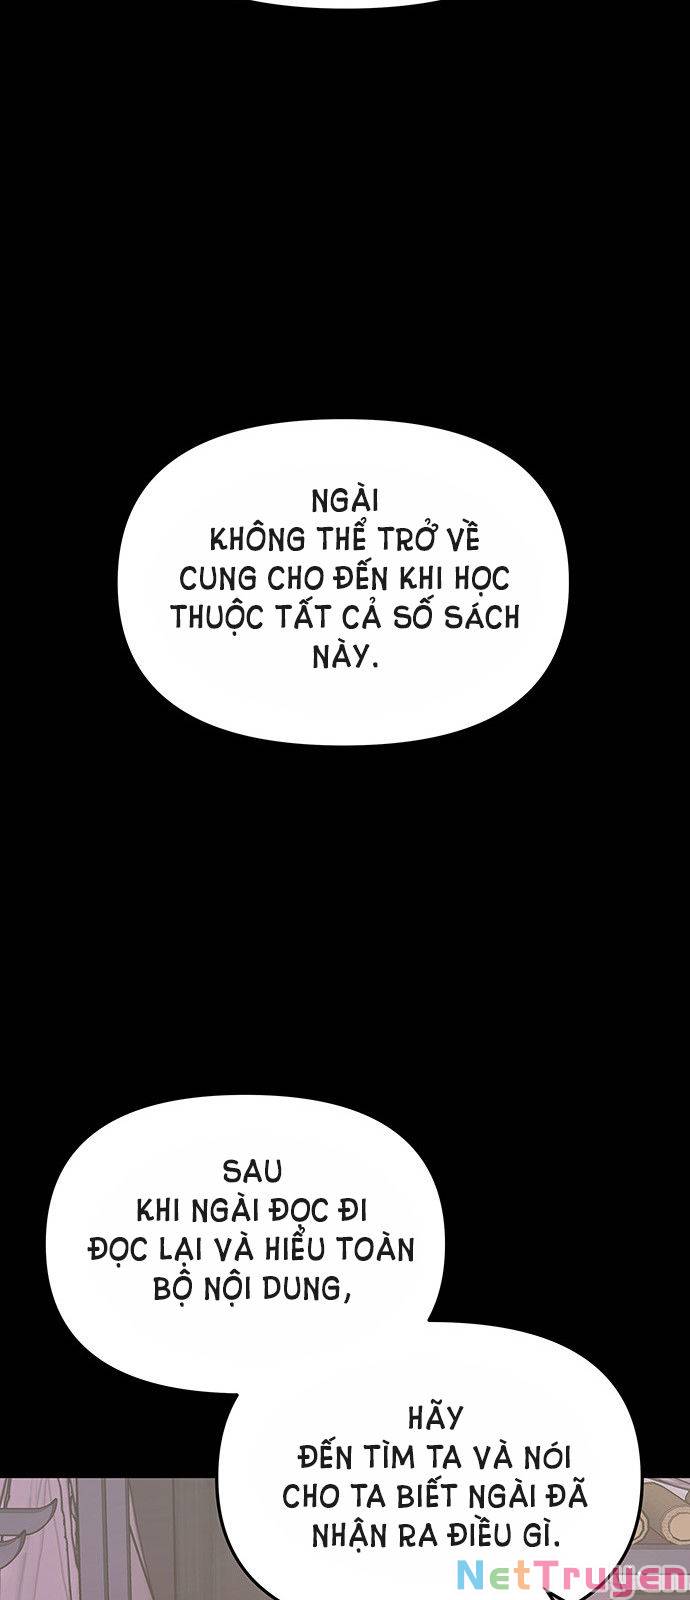 NGÀI
KHÔNG THỂ TRỞ VỀ
CUNG CHO ĐẾN KHI HỌC
THUỘC TẤT CẢ SỐ SÁCH
NÀY.
SAU
KHI NGÀI ĐỌC ĐI
ĐỌC LẠI VÀ HIỂU TOÀN
BỘ NỘI DUNG,
HÃY
ĐẾN TÌM TA VÀ NÓI
CHO TA BIẾT NGÀI ĐÃ
NHẬN RA ĐIỀU GÌ.
NetTruyen